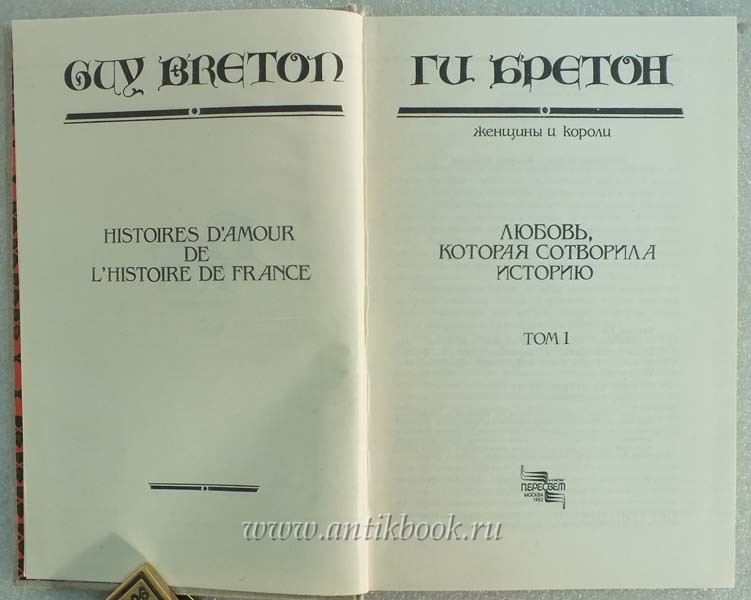 GUY BRETON
HISTOIRES D'AMOUR
DE
L'HISTOIRE DE FRANCE
ГИ БРЕТОН
женщины и короли
ЛЮБОВЬ,
КОТОРАЯ СОТВОРИЛА
ИСТОРИЮ
ТОМ I
ПЕРЕСВЕТ
МОСКВА
www.antikbook.ru